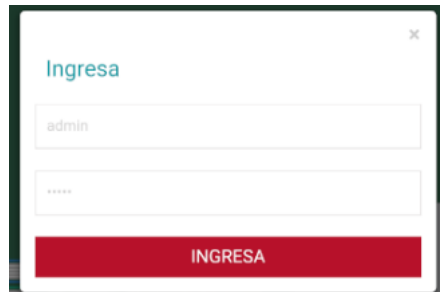 ×
Ingresa
admin
•••••
INGRESA